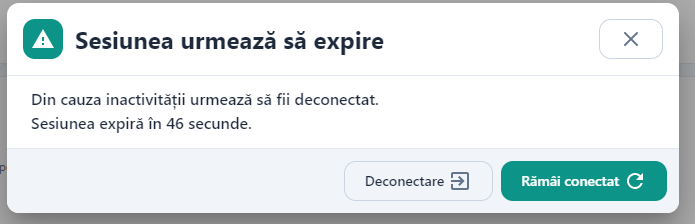 Sesiunea urmează să expire
Din cauza inactivității urmează să fii deconectat.
Sesiunea expiră în 46 secunde.
Deconectare
Rămâi conectat